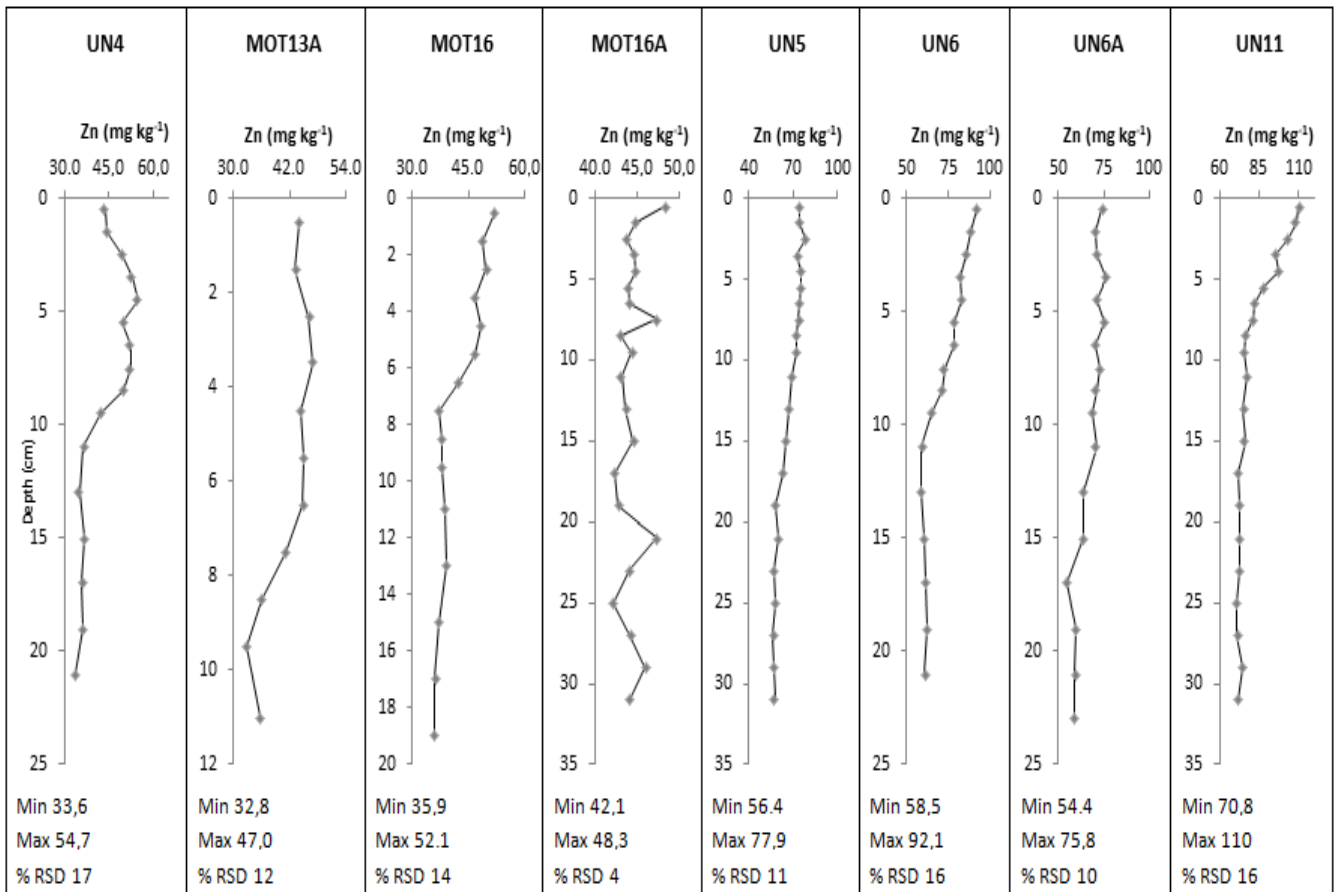 UN4
Zn (mg kg⁻¹)
30.0 45,0 60,0
0
5
10
15
20
25
Depth (cm)
Min 33,6
Max 54,7
% RSD 17
MOT13A
Zn (mg kg⁻¹)
30.0 42.0 54.0
0
2
4
6
8
10
12
Min 32,8
Max 47,0
% RSD 12
MOT16
Zn (mg kg⁻¹)
30,0 45,0 60,0
0
2
4
6
8
10
12
14
16
18
20
Min 35,9
Max 52.1
% RSD 14
MOT16A
Zn (mg kg⁻¹)
40.0 45,0 50,0
0
5
10
15
20
25
30
35
Min 42,1
Max 48,3
% RSD 4
UN5
Zn (mg kg⁻¹)
40 70 100
0
5
10
15
20
25
30
35
Min 56.4
Max 77,9
% RSD 11
UN6
Zn (mg kg⁻¹)
50 75 100
0
5
10
15
20
25
Min 58,5
Max 92,1
% RSD 16
UN6A
Zn (mg kg⁻¹)
50 75 100
0
5
10
15
20
25
Min 54.4
Max 75,8
% RSD 10
UN11
Zn (mg kg⁻¹)
60 85 110
0
5
10
15
20
25
30
35
Min 70,8
Max 110
% RSD 16